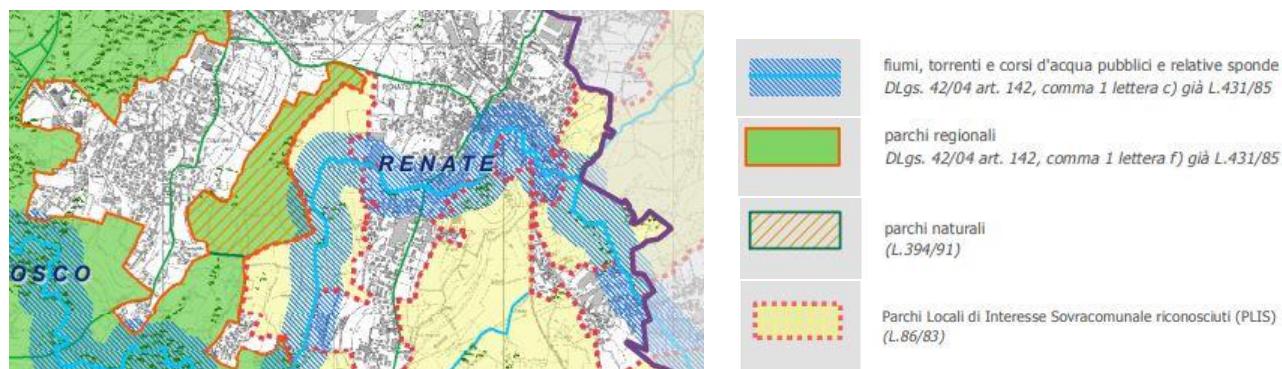 RENATE
OSCO
fiumi, torrenti e corsi d'acqua pubblici e relative sponde
DLgs. 42/04 art. 142, comma 1 lettera c) già L.431/85
parchi regionali
DLgs. 42/04 art. 142, comma 1 lettera f) già L.431/85
parchi naturali
(L.394/91)
Parchi Locali di Interesse Sovracomunale riconosciuti (PLIS)
(L.86/83)